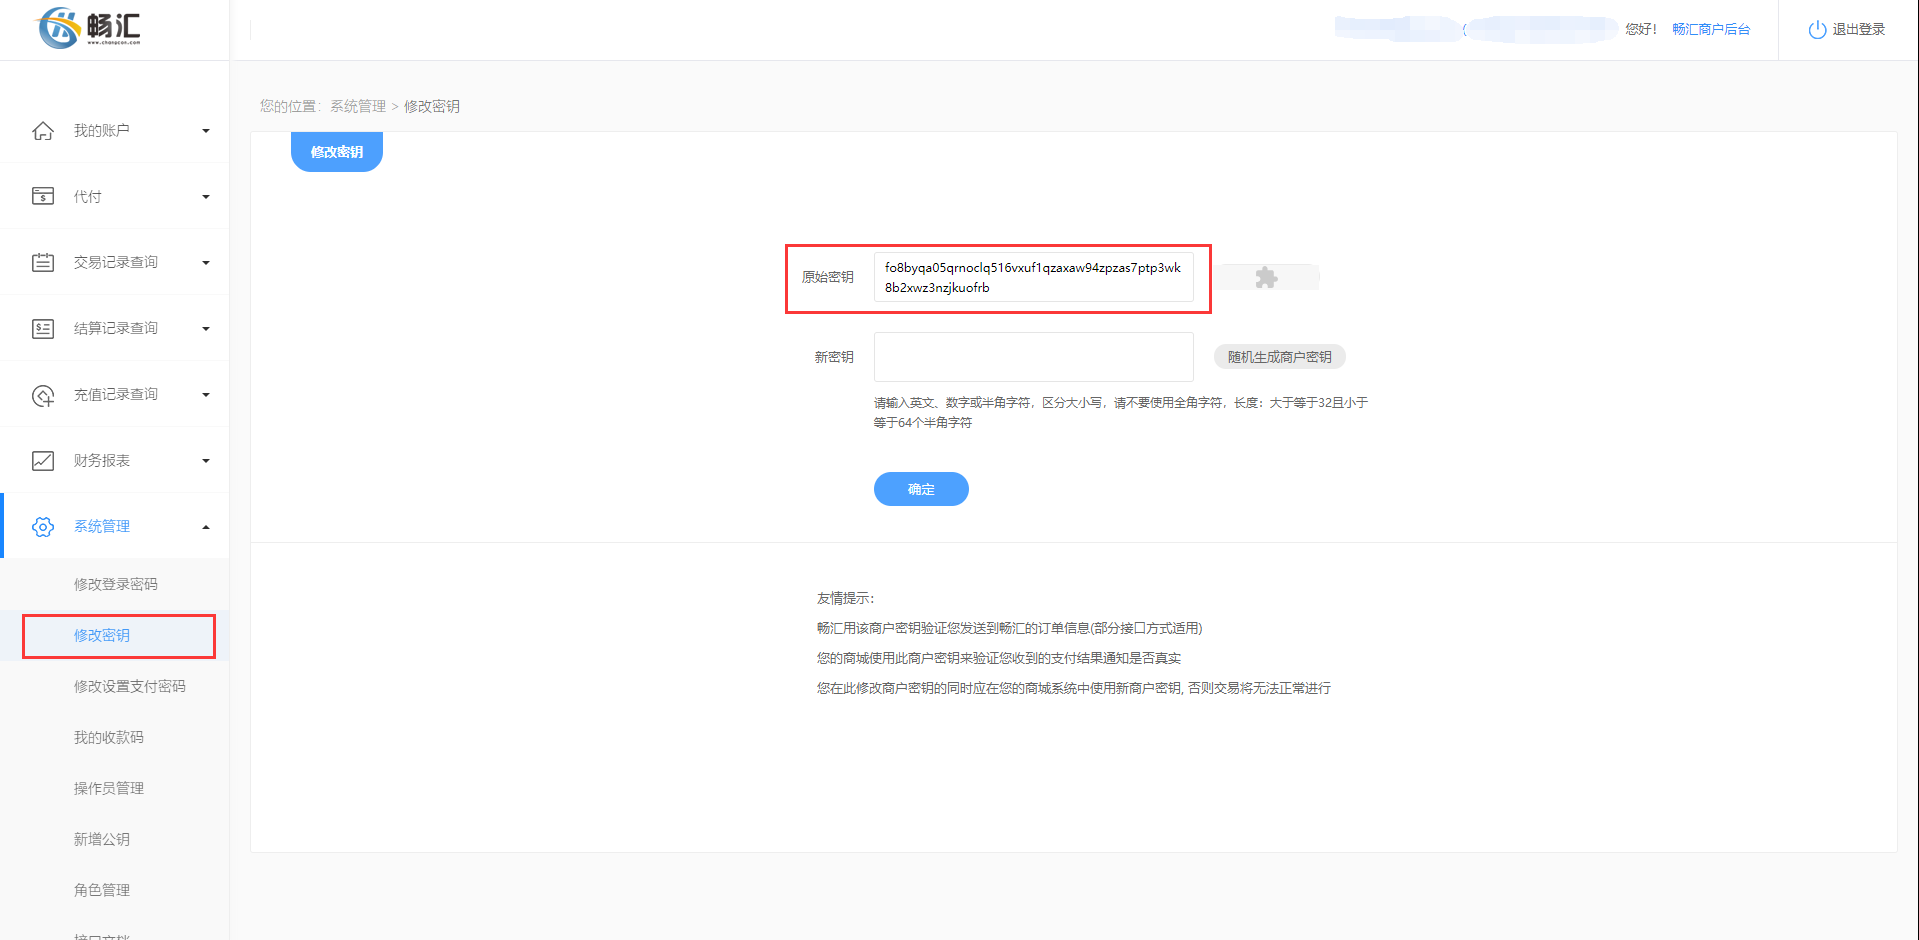 畅汇
www.chanpay.com
您好！
畅汇商户后台
退出登录
您的位置：系统管理 > 修改密钥
我的账户
代付
交易记录查询
结算记录查询
充值记录查询
财务报表
系统管理
修改登录密码
修改密钥
修改设置支付密码
我的收款码
操作员管理
新增公钥
角色管理
接口文档
修改密钥
原始密钥
fo8byqa05qrnoclq516vxuf1qzaxaw94zpzas7ptp3wk
8b2xwz3nzjkuofrb
新密钥
随机生成商户密钥
请输入英文、数字或半角字符，区分大小写，请不要使用全角字符，长度：大于等于32且小于
等于64个半角字符
确定
友情提示：
畅汇用该商户密钥验证您发送到畅汇的订单信息(部分接口方式适用)
您的商城使用此商户密钥来验证您收到的支付结果通知是否真实
您在此修改商户密钥的同时应在您的商城系统中使用新商户密钥, 否则交易将无法正常进行